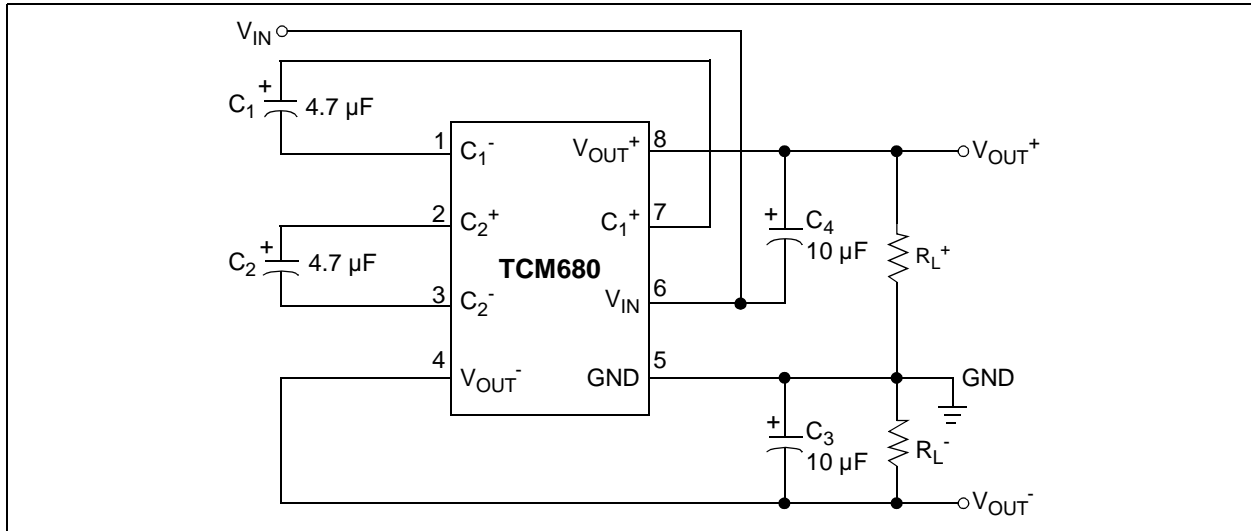 V_IN
+
C_1 4.7 µF
1 C_1^- V_OUT^+ 8 V_OUT^+
2 C_2^+ C_1^+ 7 + C_4
10 µF R_L^+
+
C_2 4.7 µF
TCM680
3 C_2^- V_IN 6
4 V_OUT^- GND 5 GND
+ C_3
10 µF R_L^-
V_OUT^-